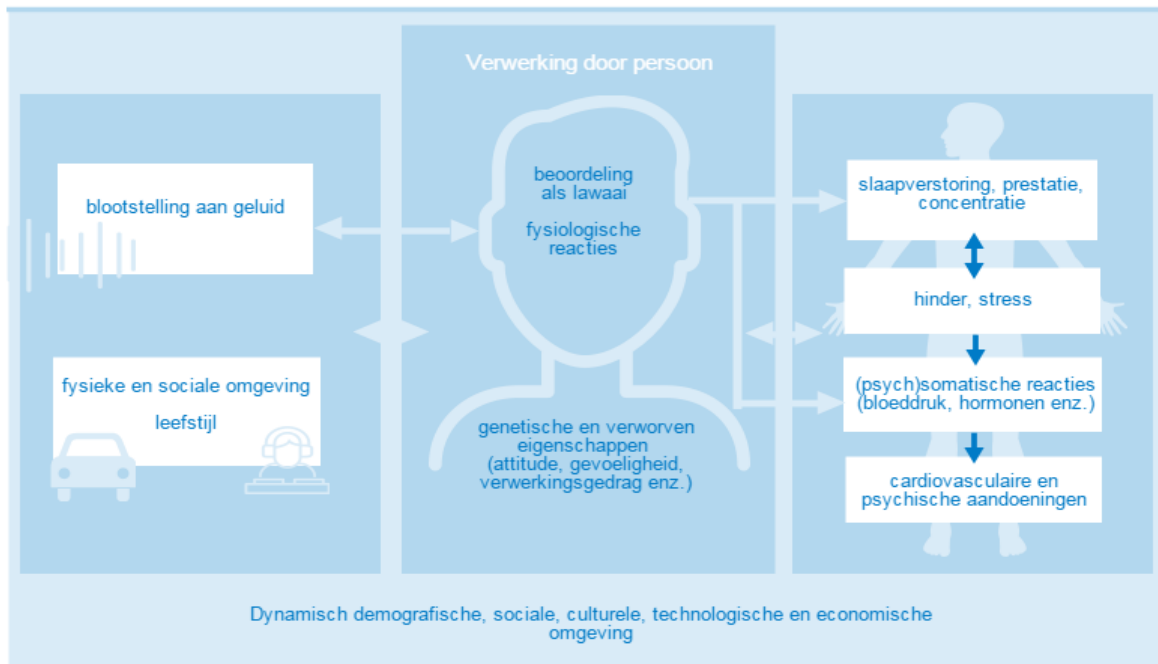 Verwerking door persoon
blootstelling aan geluid
fysieke en sociale omgeving
leefstijl
beoordeling
als lawaai
fysiologische
reacties
genetische en verworven
eigenschappen
(attitude, gevoeligheid,
verwerkingsgedrag enz.)
slaapverstoring, prestatie,
concentratie
hinder, stress
(psych)somatische reacties
(bloeddruk, hormonen enz.)
cardiovasculaire en
psychische aandoeningen
Dynamisch demografische, sociale, culturele, technologische en economische
omgeving